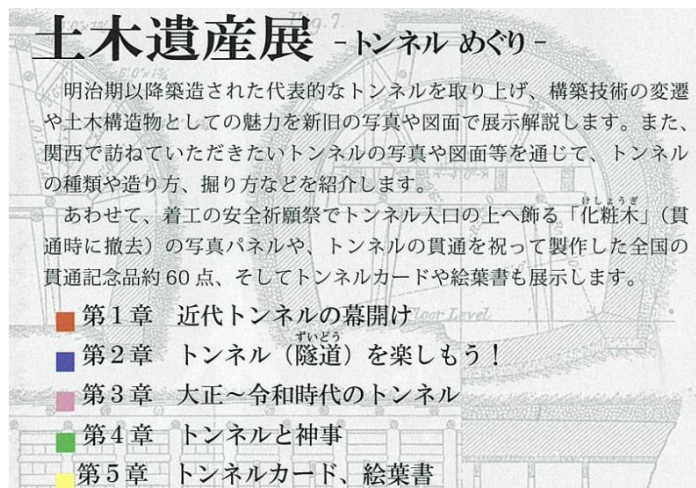 土木遺産展 -トンネル めぐり-
Fig.7.
明治期以降築造された代表的なトンネルを取り上げ、構築技術の変遷
や土木構造物としての魅力を新旧の写真や図面で展示解説します。また、
関西で訪ねていただきたいトンネルの写真や図面等を通じて、トンネル
の種類や造り方、掘り方などを紹介します。
けしょうぎ
あわせて、着工の安全祈願祭でトンネル入口の上へ飾る「化粧木」(貫
通時に撤去)の写真パネルや、トンネルの貫通を祝って製作した全国の
貫通記念品約 60 点、そしてトンネルカードや絵葉書も展示します。
第1章 近代トンネルの幕開け
Floor Level
ずいどう
第2章 トンネル(隧道)を楽しもう!
第3章 大正~令和時代のトンネル
第4章 トンネルと神事
第5章 トンネルカード、絵葉書